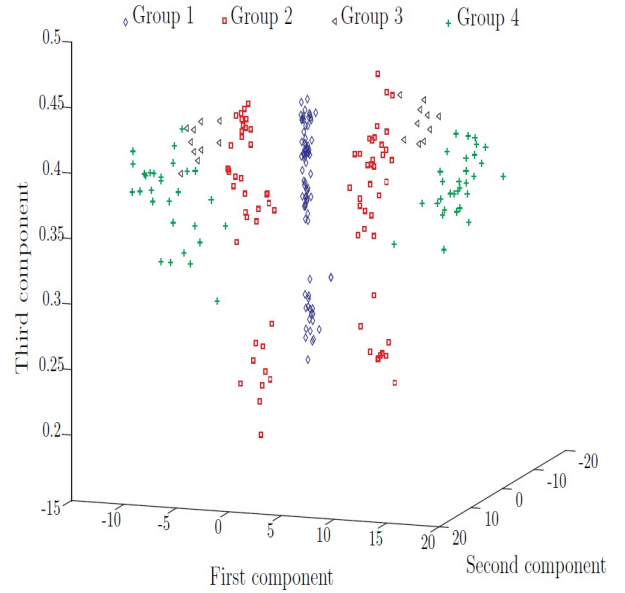 Group 1 Group 2 Group 3 Group 4
0.5
0.45
0.4
0.35
0.3
0.25
0.2
Third component
-15 -10 -5 0 5 10 15 20
20 10 0 -10 -20
First component
Second component